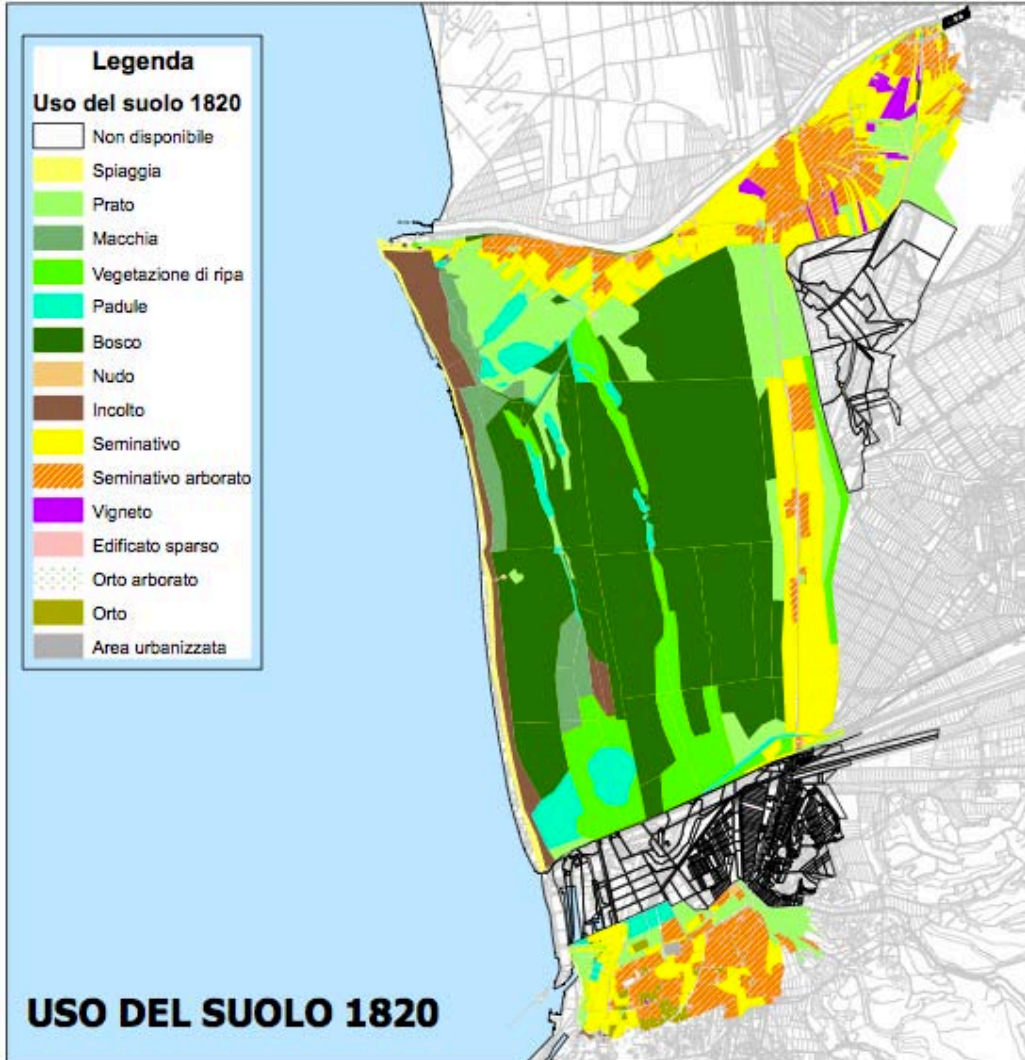 Legenda
Uso del suolo 1820
Non disponibile
Spiaggia
Prato
Macchia
Vegetazione di ripa
Padule
Bosco
Nudo
Incolto
Seminativo
Seminativo arborato
Vigneto
Edificato sparso
Orto arborato
Orto
Area urbanizzata
USO DEL SUOLO 1820